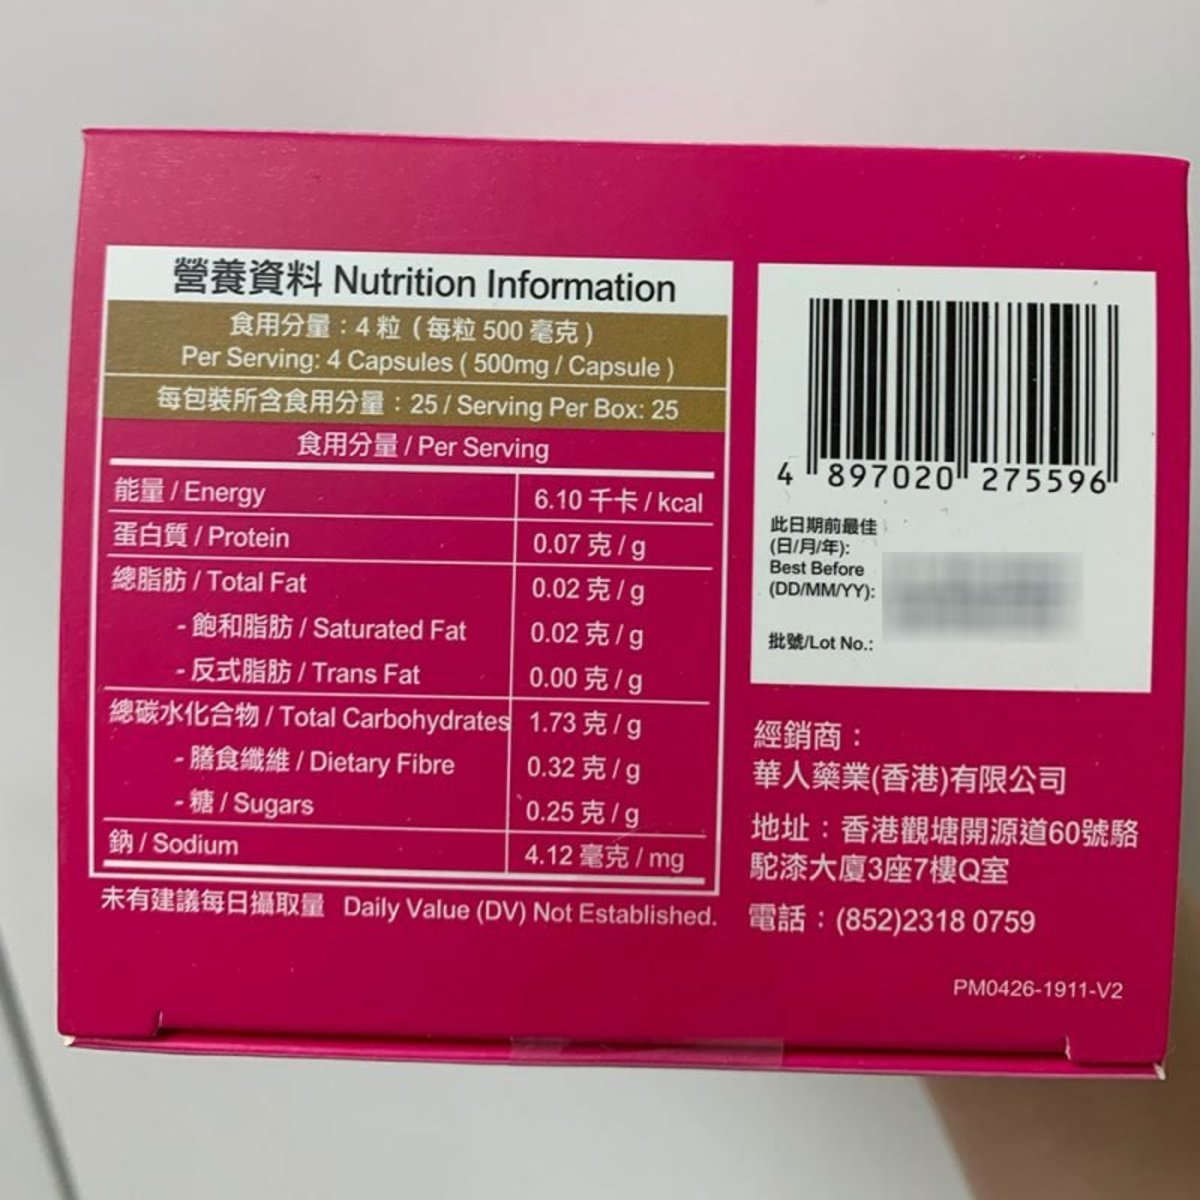 營養資料 Nutrition Information
食用分量：4 粒（每粒 500 毫克）
Per Serving: 4 Capsules ( 500mg / Capsule )
每包裝所含食用分量：25 / Serving Per Box: 25
食用分量 / Per Serving
能量 / Energy 6.10 千卡 / kcal
蛋白質 / Protein 0.07 克 / g
總脂肪 / Total Fat 0.02 克 / g
- 飽和脂肪 / Saturated Fat 0.02 克 / g
- 反式脂肪 / Trans Fat 0.00 克 / g
總碳水化合物 / Total Carbohydrates 1.73 克 / g
- 膳食纖維 / Dietary Fibre 0.32 克 / g
- 糖 / Sugars 0.25 克 / g
鈉 / Sodium 4.12 毫克 / mg
未有建議每日攝取量 Daily Value (DV) Not Established.
4 897020 275596
此日期前最佳
(日/月/年):
Best Before
(DD/MM/YY):
批號/Lot No.:
經銷商：
華人藥業(香港)有限公司
地址：香港觀塘開源道60號駱
駝漆大廈3座7樓Q室
電話：(852)2318 0759
PM0426-1911-V2